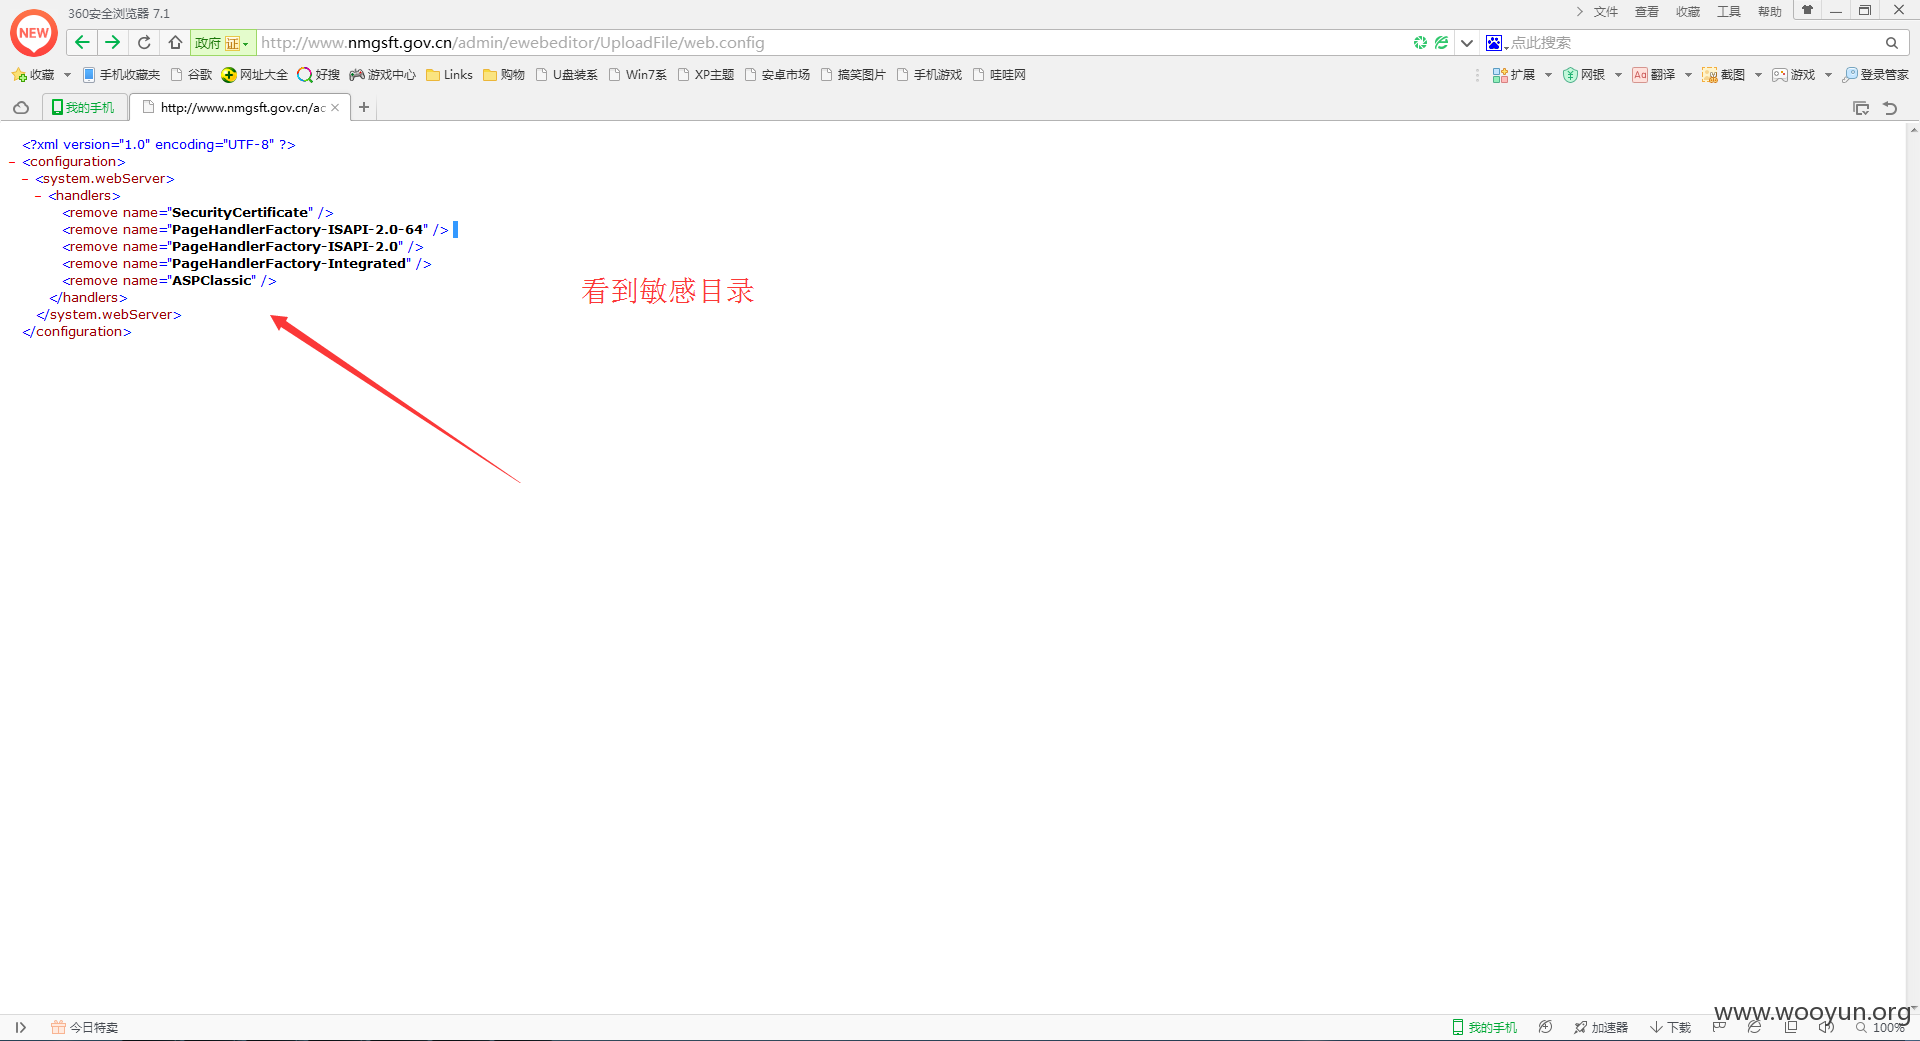 360安全浏览器 7.1
文件 查看 收藏 工具 帮助
NEW
政府 证 http://www.nmgsft.gov.cn/admin/ewebeditor/UploadFile/web.config
点此搜索
收藏 手机收藏夹 谷歌 网址大全 好搜 游戏中心 Links 购物 U盘装系 Win7系 XP主题 安卓市场 搞笑图片 手机游戏 哇哇网
扩展 网银 Aa 翻译 截图 游戏 登录管家
我的手机 http://www.nmgsft.gov.cn/ac
<?xml version="1.0" encoding="UTF-8" ?>
- <configuration>
- <system.webServer>
- <handlers>
<remove name="SecurityCertificate" />
<remove name="PageHandlerFactory-ISAPI-2.0-64" />
<remove name="PageHandlerFactory-ISAPI-2.0" />
<remove name="PageHandlerFactory-Integrated" />
<remove name="ASPClassic" />
</handlers>
</system.webServer>
</configuration>
看到敏感目录
www.wooyun.org
今日特卖
我的手机 加速器 下载 100%